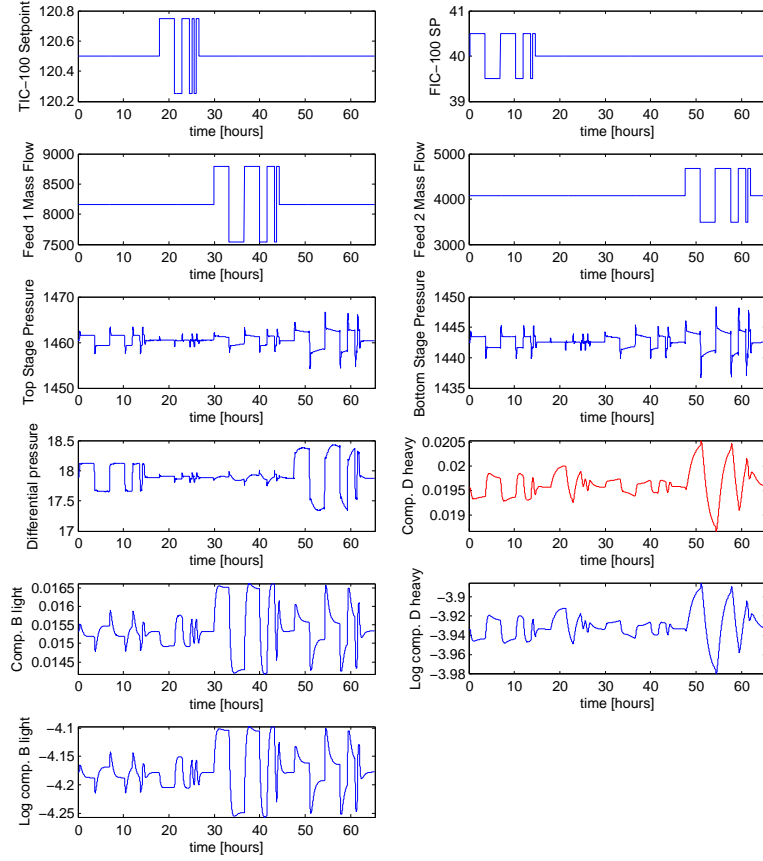 TIC−100 Setpoint
120.8
120.6
120.4
120.2
0 10 20 30 40 50 60
time [hours]
FIC−100 SP
41
40
39
0 10 20 30 40 50 60
time [hours]
Feed 1 Mass Flow
9000
8500
8000
7500
0 10 20 30 40 50 60
time [hours]
Feed 2 Mass Flow
5000
4000
3000
0 10 20 30 40 50 60
time [hours]
Top Stage Pressure
1470
1460
1450
0 10 20 30 40 50 60
time [hours]
Bottom Stage Pressure
1450
1445
1440
1435
0 10 20 30 40 50 60
time [hours]
Differential pressure
18.5
18
17.5
17
0 10 20 30 40 50 60
time [hours]
Comp. D heavy
0.0205
0.02
0.0195
0.019
0 10 20 30 40 50 60
time [hours]
Comp. B light
0.0165
0.0155
0.0155
0.0145
0 10 20 30 40 50 60
time [hours]
Log comp. D heavy
−3.9
−3.92
−3.94
−3.96
−3.98
0 10 20 30 40 50 60
time [hours]
Log comp. B light
−4.1
−4.15
−4.2
−4.25
0 10 20 30 40 50 60
time [hours]